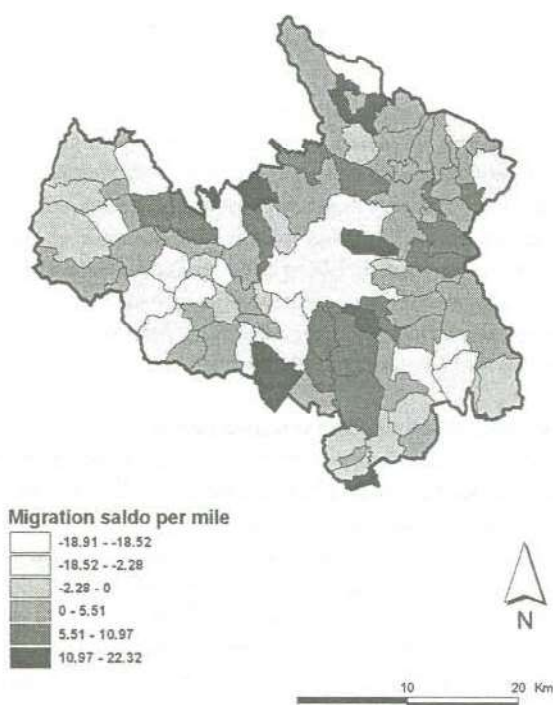 Migration saldo per mile
-18.91 - -18.52
-18.52 - -2.28
-2.28 - 0
0 - 5.51
5.51 - 10.97
10.97 - 22.32
N
10 20 Km